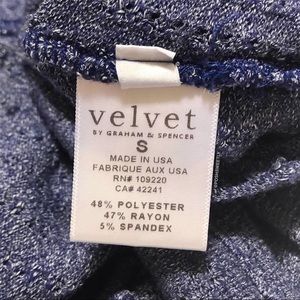 velvet
BY GRAHAM & SPENCER
S
MADE IN USA
FABRIQUE AUX USA
RN# 109220
CA# 42241
48% POLYESTER
47% RAYON
5% SPANDEX